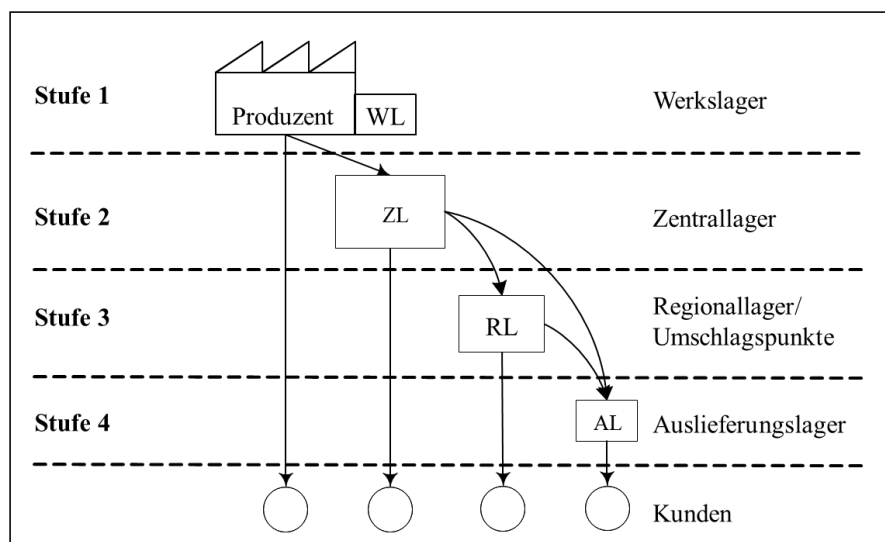 Stufe 1
Produzent
WL
Werkslager
Stufe 2
ZL
Zentrallager
Stufe 3
RL
Regionallager/
Umschlagspunkte
Stufe 4
AL
Auslieferungslager
Kunden